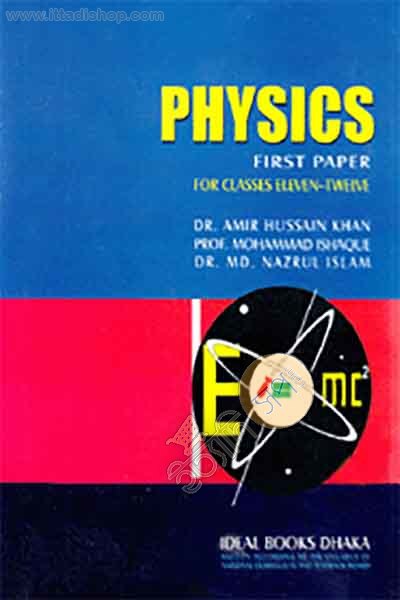 www.ittadishop.com
PHYSICS
FIRST PAPER
FOR CLASSES ELEVEN-TWELVE
DR. AMIR HUSSAIN KHAN
PROF. MOHAMMAD ISHAQUE
DR. MD. NAZRUL ISLAM
E mc²
IDEAL BOOKS DHAKA